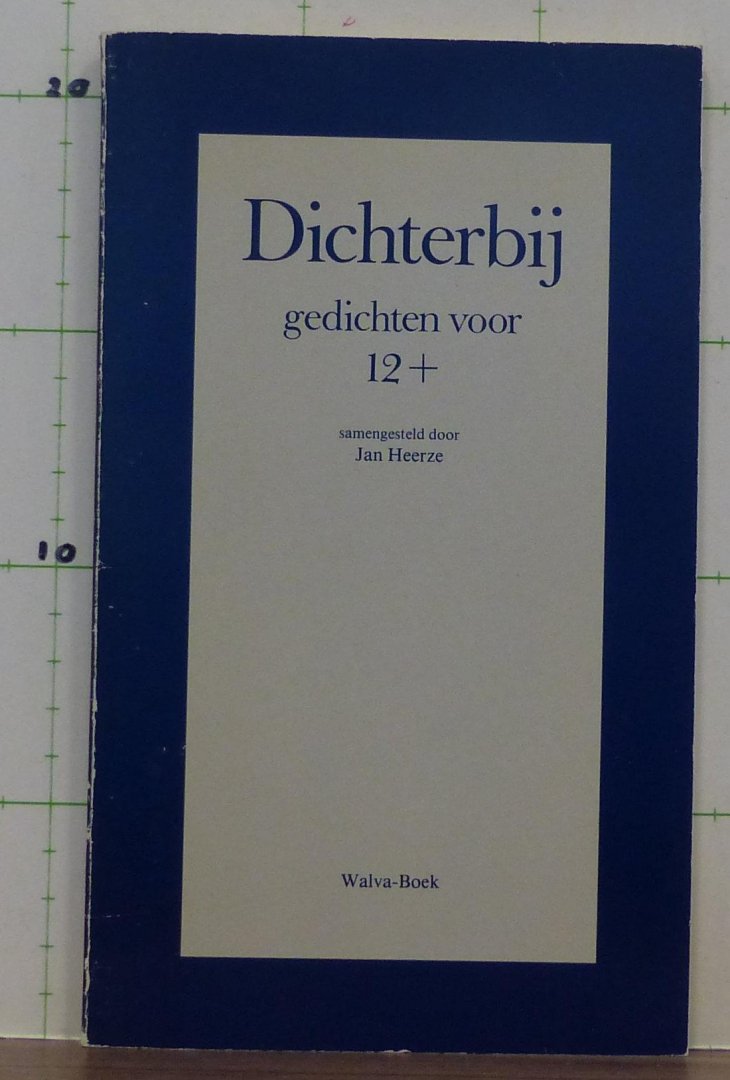 20
Dichterbij
gedichten voor
12+
samengesteld door
Jan Heerze
10
Walva-Boek